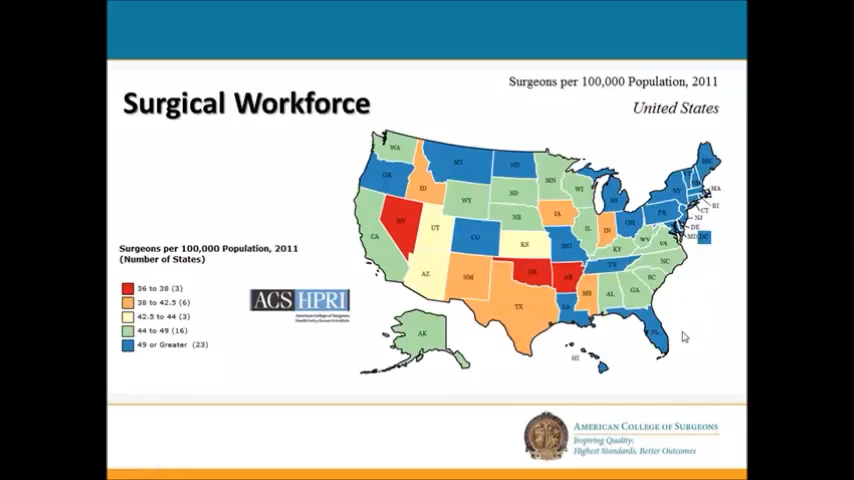 Surgeons per 100,000 Population, 2011
Surgical Workforce
United States
WA
MT
ND
MN
OR
ID
WY
SD
WI
MI
NY
ME
VT
MA
RI
CT
NV
UT
CO
NE
IA
IL
IN
OH
PA
NJ
DE
MD
DC
CA
AZ
NM
KS
MO
KY
WV
VA
OK
AR
TN
NC
SC
TX
LA
MS
AL
GA
FL
AK
HI
Surgeons per 100,000 Population, 2011
(Number of States)
36 to 38 (3)
38 to 42.5 (6)
42.5 to 44 (3)
44 to 49 (16)
49 or Greater (23)
ACS HPRI
American College of Surgeons
AMERICAN COLLEGE OF SURGEONS
Inspiring Quality:
Highest Standards, Better Outcomes